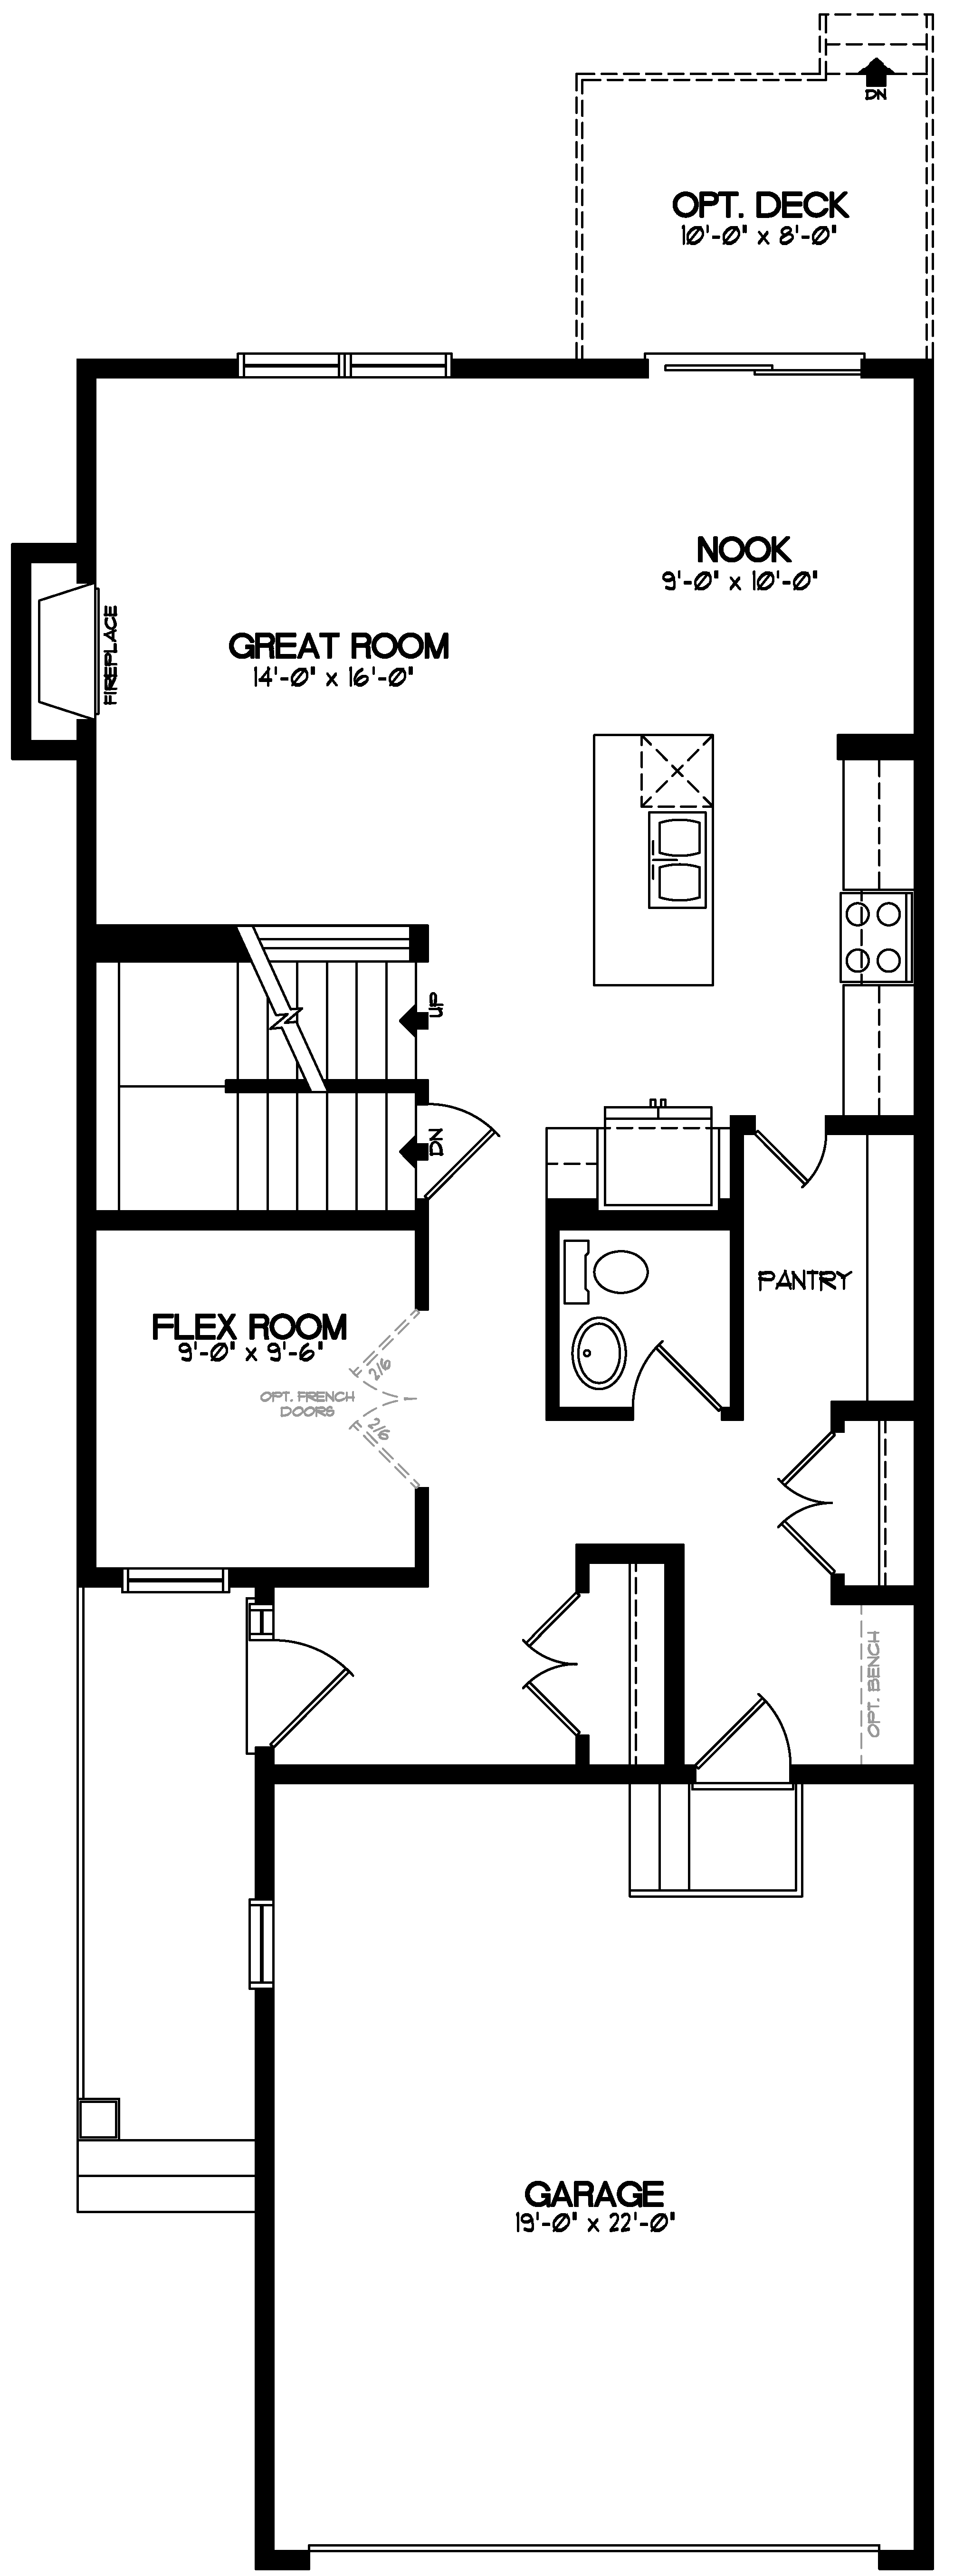 DN
OPT. DECK
10'-0" x 8'-0"
NOOK
9'-0" x 10'-0"
FIREPLACE
GREAT ROOM
14'-0" x 16'-0"
UP
DN
PANTRY
FLEX ROOM
9'-0" x 9'-6"
2/6
OPT. FRENCH
DOORS
2/6
OPT. BENCH
GARAGE
19'-0" x 22'-0"